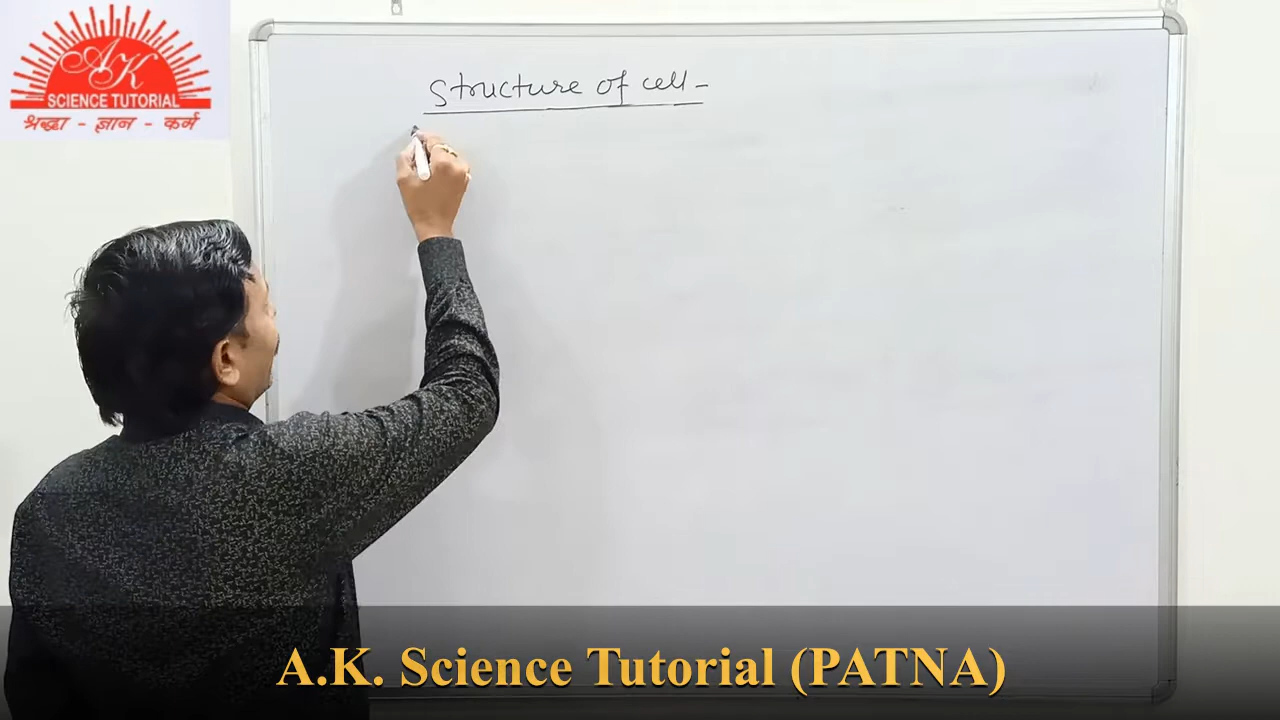 AK
SCIENCE TUTORIAL
श्रद्धा - ज्ञान - कर्म
Structure of cell-
A.K. Science Tutorial (PATNA)